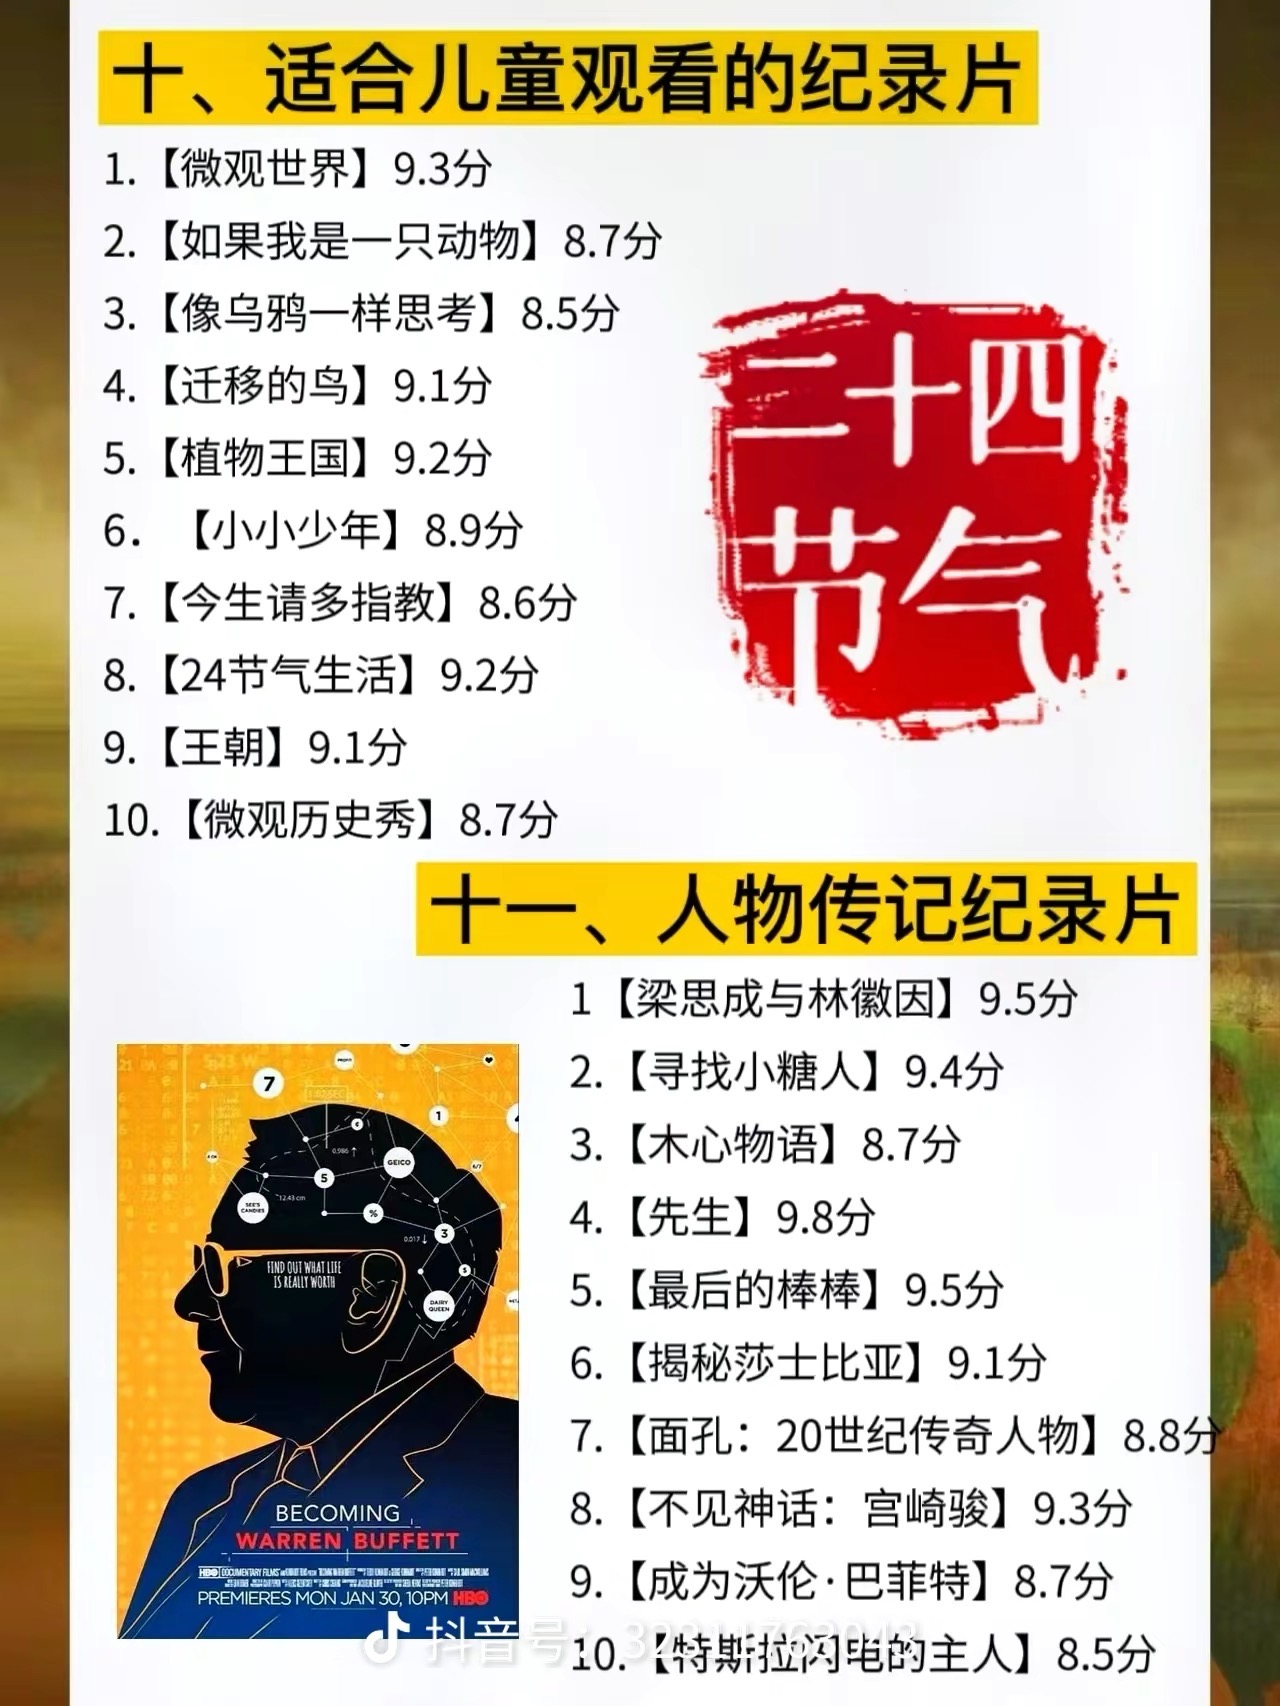 十、适合儿童观看的纪录片
1.【微观世界】9.3分
2.【如果我是一只动物】8.7分
3.【像乌鸦一样思考】8.5分
4.【迁移的鸟】9.1分
5.【植物王国】9.2分
6. 【小小少年】8.9分
7.【今生请多指教】8.6分
8.【24节气生活】9.2分
9.【王朝】9.1分
10.【微观历史秀】8.7分
二十四
节气
十一、人物传记纪录片
1【梁思成与林徽因】9.5分
2.【寻找小糖人】9.4分
3.【木心物语】8.7分
4.【先生】9.8分
5.【最后的棒棒】9.5分
6.【揭秘莎士比亚】9.1分
7.【面孔：20世纪传奇人物】8.8分
8.【不见神话：宫崎骏】9.3分
9.【成为沃伦·巴菲特】8.7分
10.【特斯拉闪电的主人】8.5分
7
PROFIT
1
0.986
5
GEICO
6/7
SEE'S
CANDIES
12.43 cm
%
3
0.017
$
DAIRY
QUEEN
FIND OUT WHAT LIFE
IS REALLY WORTH
BECOMING
WARREN BUFFETT
HBO DOCUMENTARY FILMS
PREMIERES MON JAN 30, 10PM HBO
抖音号：32311763043